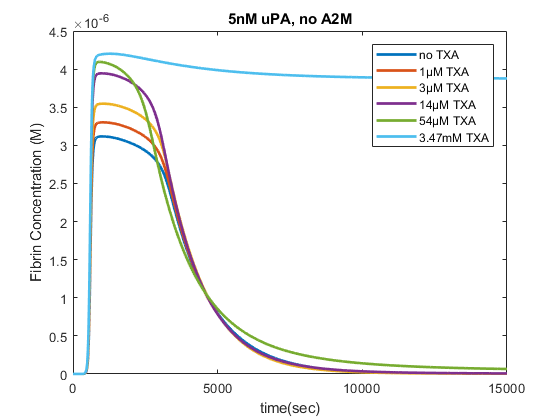 5nM uPA, no A2M
×10⁻⁶
4.5
4
3.5
3
2.5
2
1.5
1
0.5
0
Fibrin Concentration (M)
no TXA
1µM TXA
3µM TXA
14µM TXA
54µM TXA
3.47mM TXA
0
5000
10000
15000
time(sec)